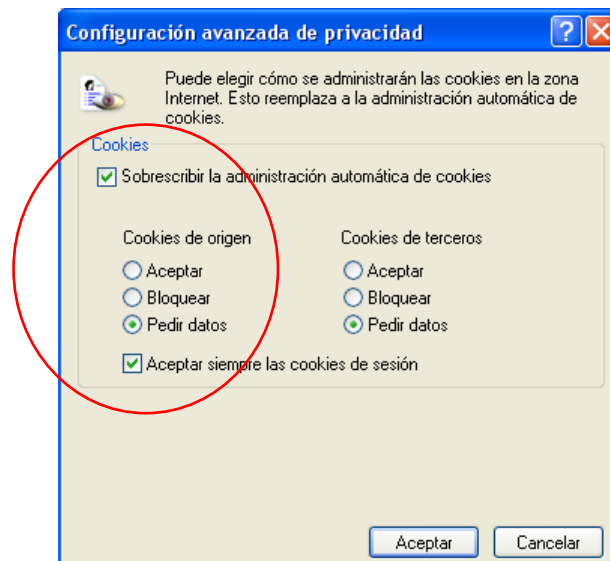 Configuración avanzada de privacidad
Puede elegir cómo se administrarán las cookies en la zona
Internet. Esto reemplaza a la administración automática de
cookies.
Cookies
Sobrescribir la administración automática de cookies
Cookies de origen Cookies de terceros
Aceptar Aceptar
Bloquear Bloquear
Pedir datos Pedir datos
Aceptar siempre las cookies de sesión
Aceptar Cancelar